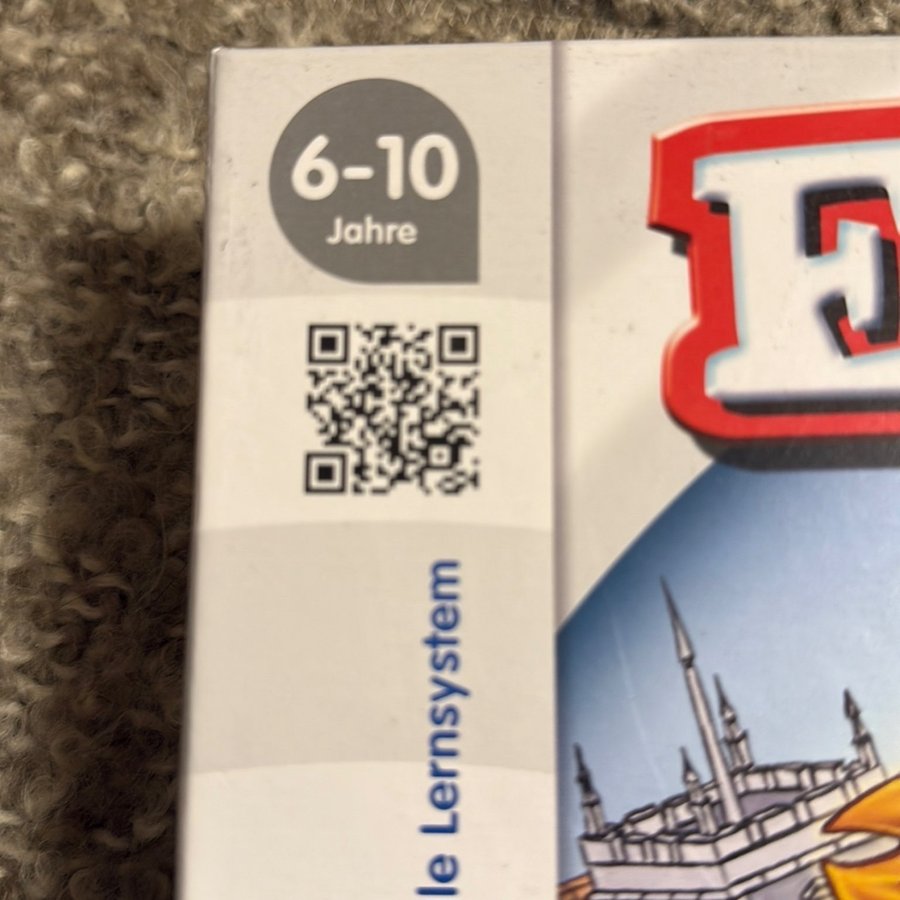 6-10
Jahre
E
le Lernsystem